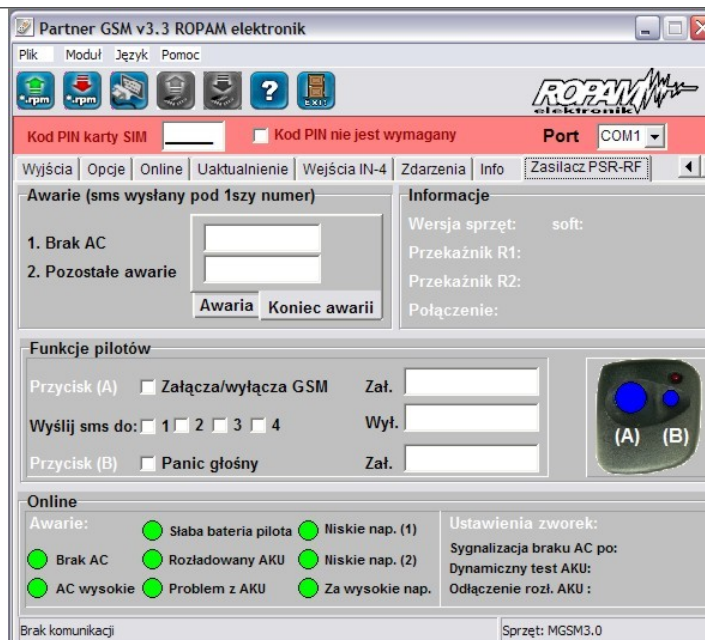 Partner GSM v3.3 ROPAM elektronik
Plik Moduł Język Pomoc
.rpm .rpm ? EXIT ROPAM elektronik
Kod PIN karty SIM Kod PIN nie jest wymagany Port COM1
Wyjścia Opcje Online Uaktualnienie Wejścia IN-4 Zdarzenia Info Zasilacz PSR-RF
Awarie (sms wysłany pod 1szy numer)
1. Brak AC
2. Pozostałe awarie
Awaria Koniec awarii
Informacje
Wersja sprzęt: soft:
Przekaźnik R1:
Przekaźnik R2:
Połączenie:
Funkcje pilotów
Przycisk (A) Załącza/wyłącza GSM Zał.
Wyślij sms do: 1 2 3 4 Wył.
Przycisk (B) Panic głośny Zał.
(A) (B)
Online
Awarie: Słaba bateria pilota Niskie nap. (1)
Brak AC Rozładowany AKU Niskie nap. (2)
AC wysokie Problem z AKU Za wysokie nap.
Ustawienia zworek:
Sygnalizacja braku AC po:
Dynamiczny test AKU:
Odłączenie rozł. AKU :
Brak komunikacji Sprzęt: MGSM3.0